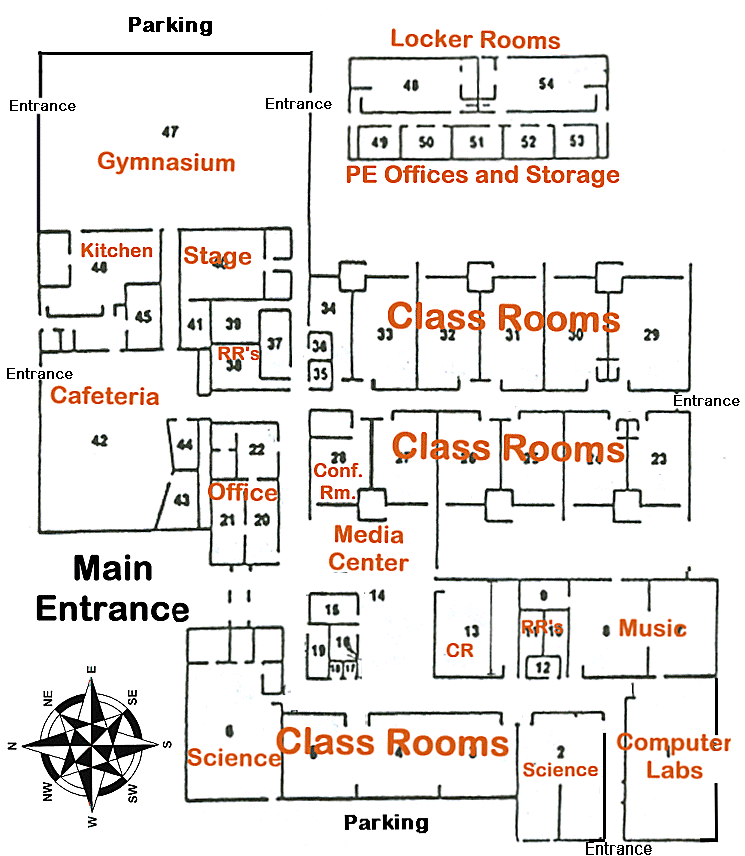 Parking
Locker Rooms
48
54
Entrance
Entrance
47
Gymnasium
49
50
51
52
53
PE Offices and Storage
Kitchen
Stage
45
41
39
37
RR's
38
34
36
35
33
32
31
30
29
Class Rooms
Entrance
Cafeteria
42
44
43
22
Office
21
20
Entrance
28
27
26
25
24
23
Class Rooms
Conf.
Rm.
Media
Center
Main
Entrance
14
15
19
16
18
17
13
CR
9
RR's
11
10
12
8
Music
E
NE
SE
N
S
NW
SW
W
6
Science
5
4
3
Class Rooms
2
Science
Computer
Labs
1
Parking
Entrance